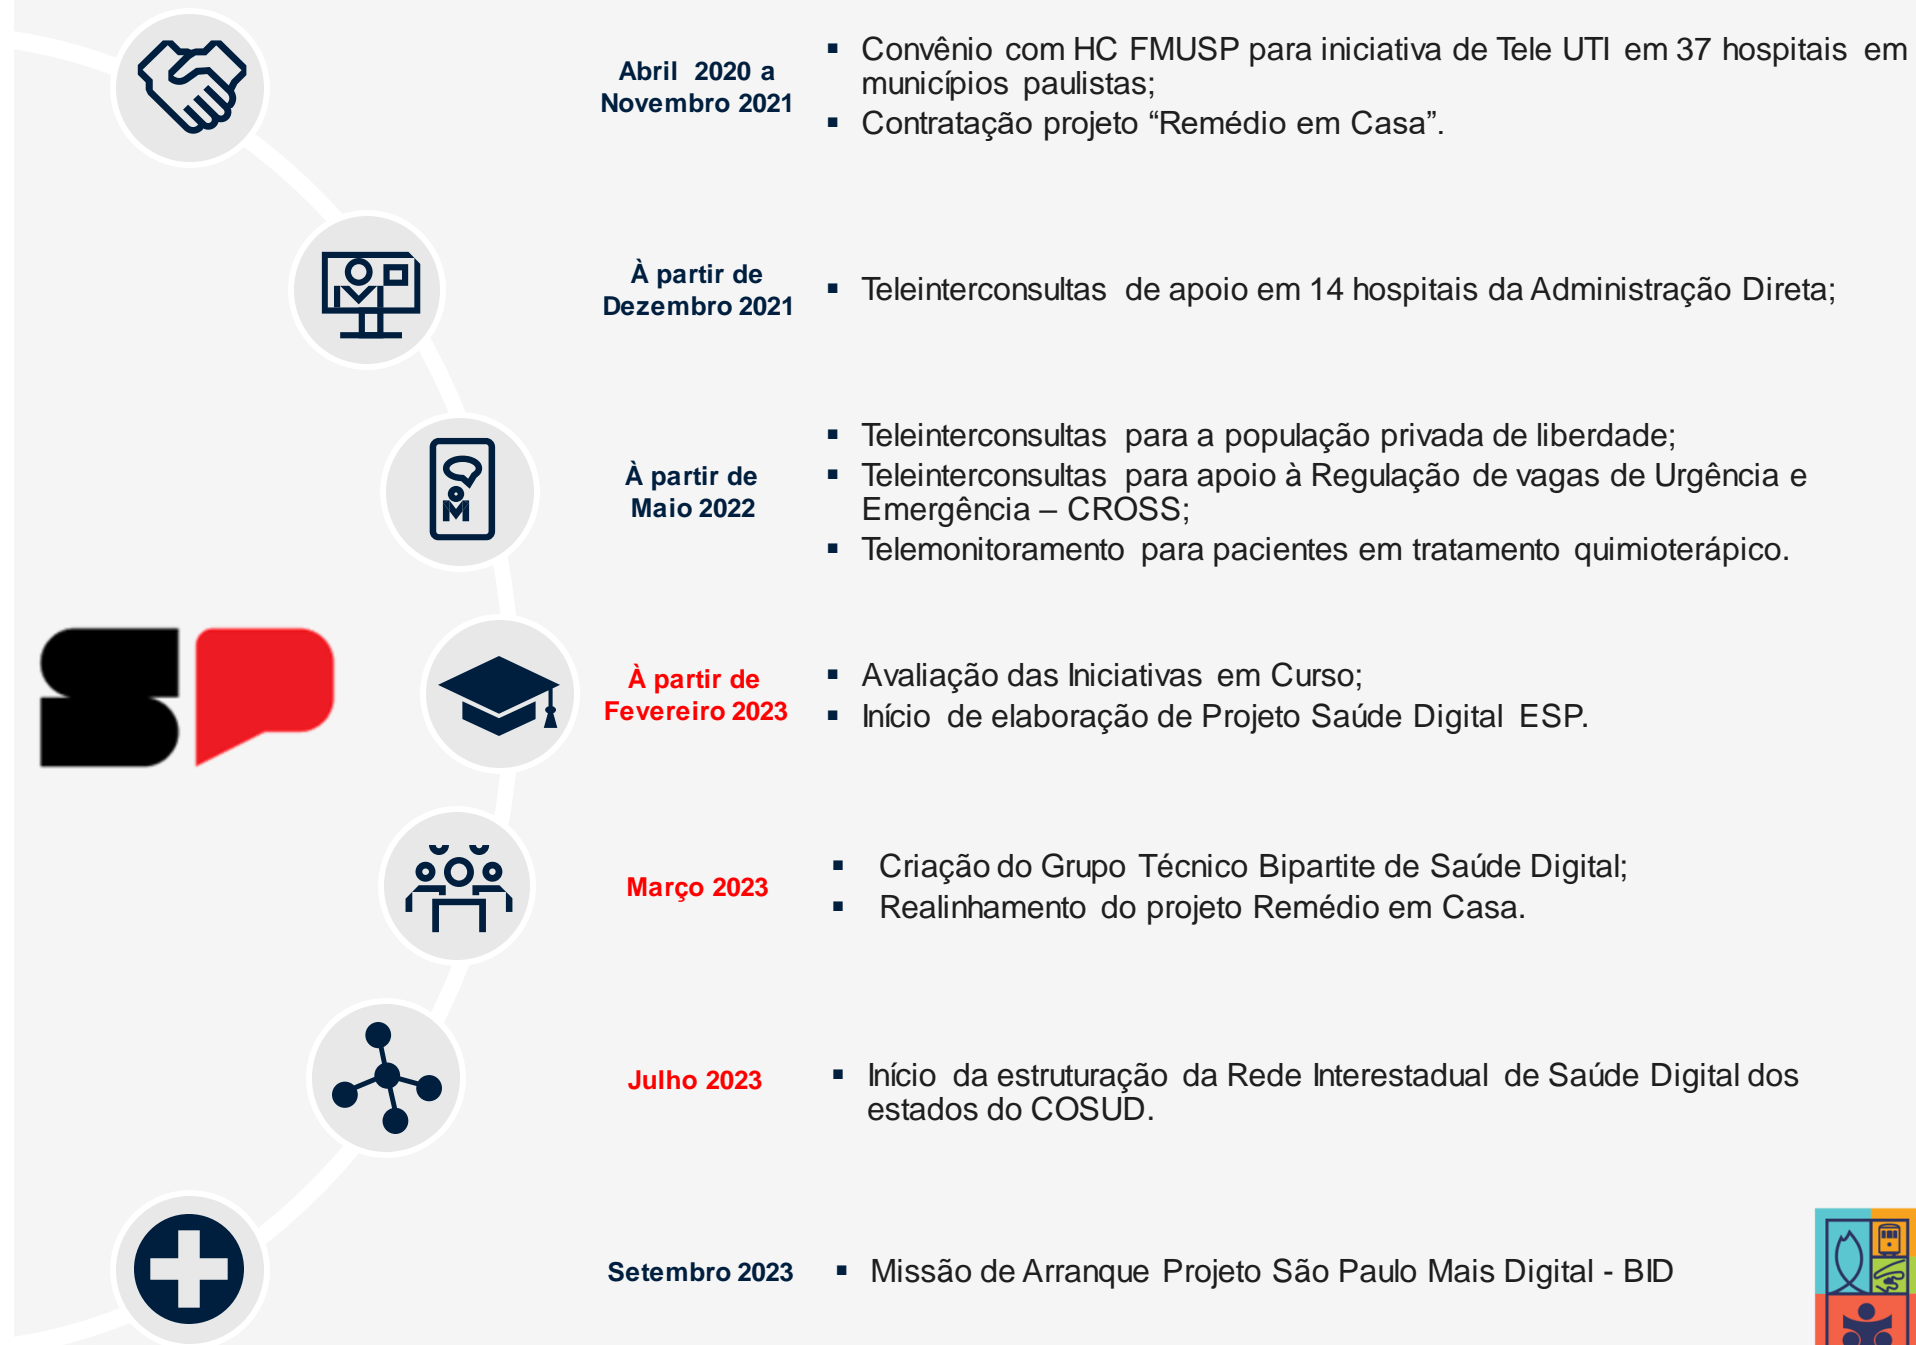 Abril 2020 a
Novembro 2021
▪ Convênio com HC FMUSP para iniciativa de Tele UTI em 37 hospitais em
municípios paulistas;
▪ Contratação projeto “Remédio em Casa”.
À partir de
Dezembro 2021
▪ Teleinterconsultas de apoio em 14 hospitais da Administração Direta;
À partir de
Maio 2022
▪ Teleinterconsultas para a população privada de liberdade;
▪ Teleinterconsultas para apoio à Regulação de vagas de Urgência e
Emergência – CROSS;
▪ Telemonitoramento para pacientes em tratamento quimioterápico.
SP
À partir de
Fevereiro 2023
▪ Avaliação das Iniciativas em Curso;
▪ Início de elaboração de Projeto Saúde Digital ESP.
Março 2023
▪ Criação do Grupo Técnico Bipartite de Saúde Digital;
▪ Realinhamento do projeto Remédio em Casa.
Julho 2023
▪ Início da estruturação da Rede Interestadual de Saúde Digital dos
estados do COSUD.
Setembro 2023
▪ Missão de Arranque Projeto São Paulo Mais Digital - BID